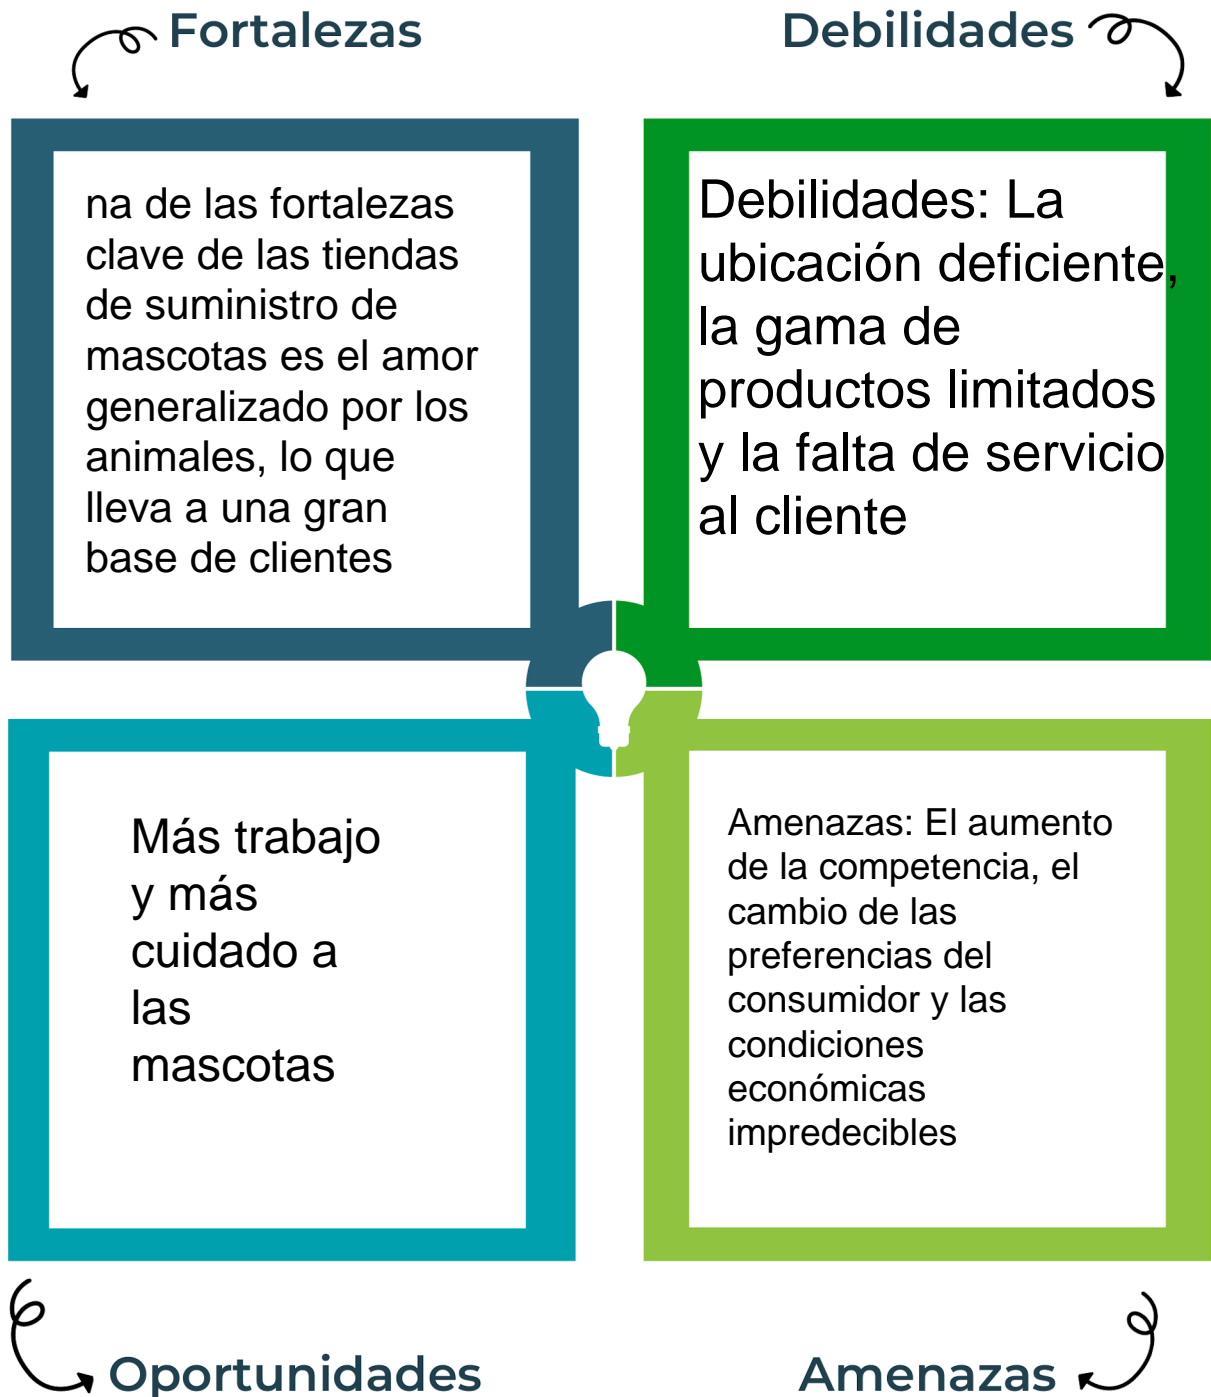 Fortalezas
na de las fortalezas
clave de las tiendas
de suministro de
mascotas es el amor
generalizado por los
animales, lo que
lleva a una gran
base de clientes
Debilidades
Debilidades: La
ubicación deficiente,
la gama de
productos limitados
y la falta de servicio
al cliente
Más trabajo
y más
cuidado a
las
mascotas
Oportunidades
Amenazas: El aumento
de la competencia, el
cambio de las
preferencias del
consumidor y las
condiciones
económicas
impredecibles
Amenazas